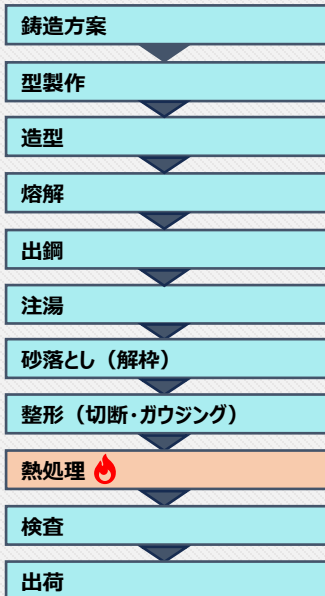 鋳造方案
型製作
造型
熔解
出鋼
注湯
砂落とし（解枠）
整形（切断・ガウジング）
熱処理
検査
出荷